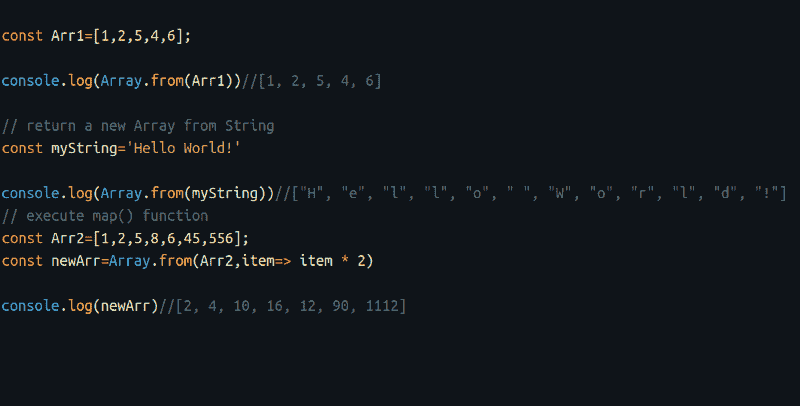 const Arr1=[1,2,5,4,6];
console.log(Array.from(Arr1))//[1, 2, 5, 4, 6]
// return a new Array from String
const myString='Hello World!'
console.log(Array.from(myString))//["H", "e", "l", "l", "o", " ", "W", "o", "r", "l", "d", "!"]
// execute map() function
const Arr2=[1,2,5,8,6,45,556];
const newArr=Array.from(Arr2,item=> item * 2)
console.log(newArr)//[2, 4, 10, 16, 12, 90, 1112]